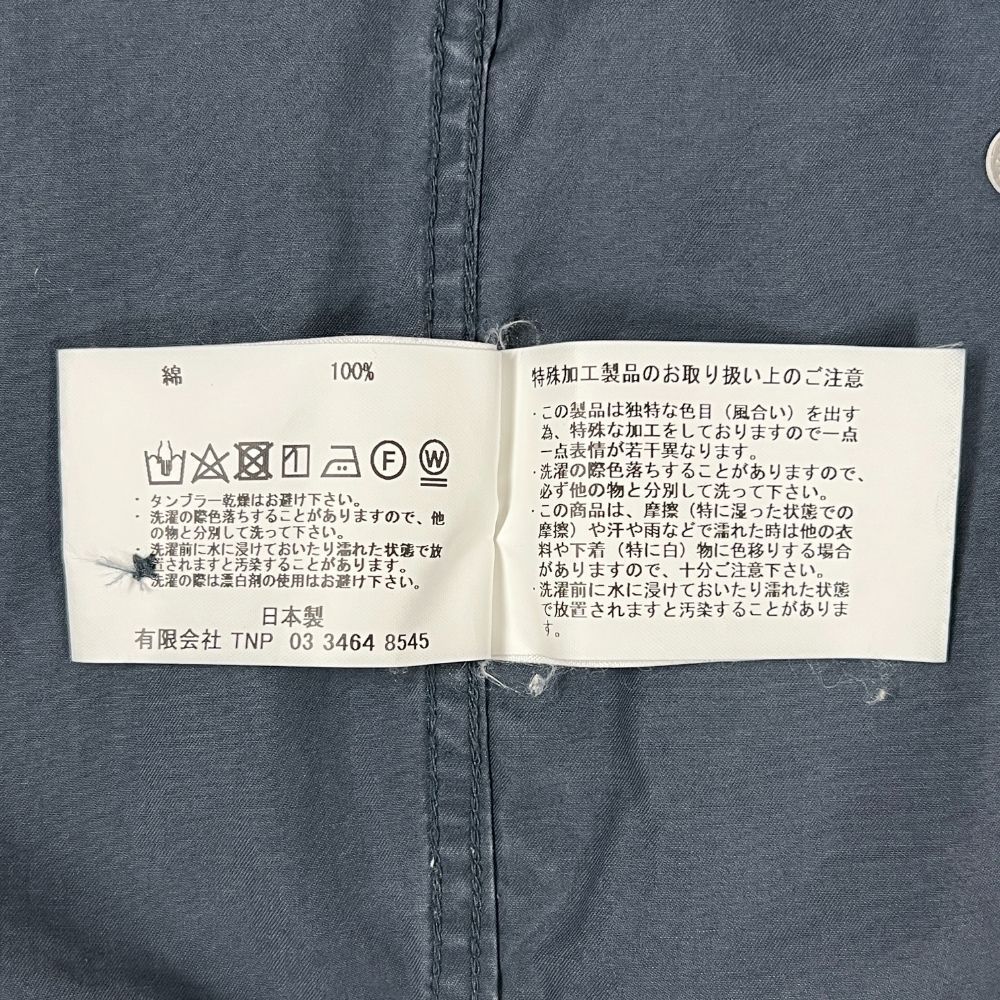 綿 100%
F W
・タンブラー乾燥はお避け下さい。
・洗濯の際色落ちすることがありますので、他
の物と分別して洗って下さい。
洗濯前に水に浸けておいたり濡れた状態で放
置されますと汚染することがあります。
洗濯の際は漂白剤の使用はお避け下さい。
日本製
有限会社 TNP 03 3464 8545
特殊加工製品のお取り扱い上のご注意
・この製品は独特な色目（風合い）を出す
為、特殊な加工をしておりますので一点
一点表情が若干異なります。
・洗濯の際色落ちすることがありますので、
必ず他の物と分別して洗って下さい。
・この商品は、摩擦（特に湿った状態での
摩擦）や汗や雨などで濡れた時は他の衣
料や下着（特に白）物に色移りする場合
がありますので、十分ご注意下さい。
・洗濯前に水に浸けておいたり濡れた状態
で放置されますと汚染することがありま
す。